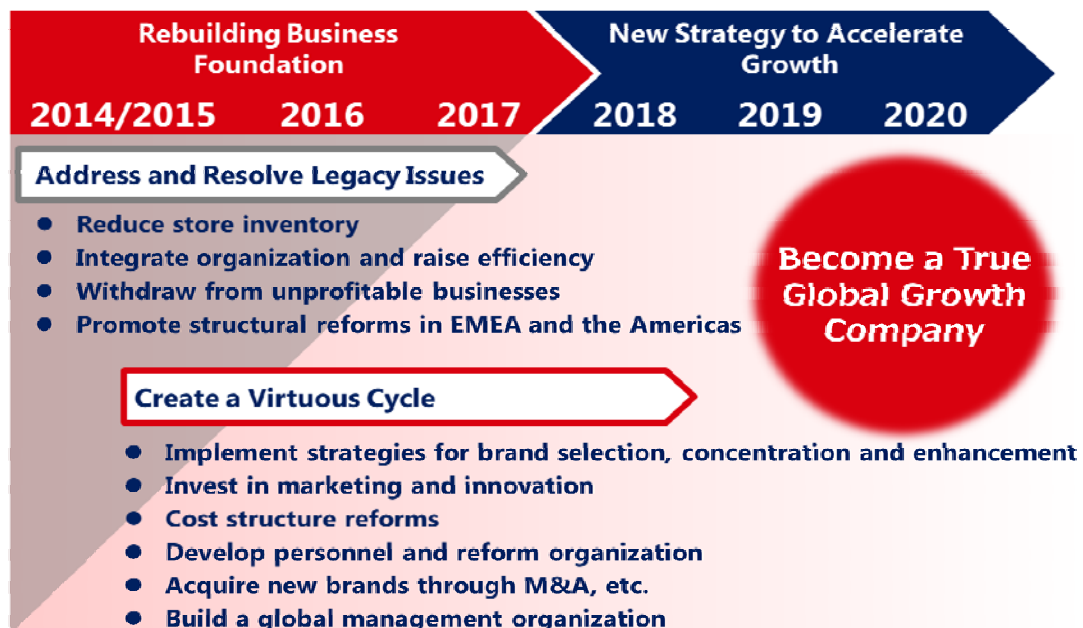 Rebuilding Business
Foundation
New Strategy to Accelerate
Growth
2014/2015 2016 2017 2018 2019 2020
Address and Resolve Legacy Issues
● Reduce store inventory
● Integrate organization and raise efficiency
● Withdraw from unprofitable businesses
● Promote structural reforms in EMEA and the Americas
Become a True
Global Growth
Company
Create a Virtuous Cycle
● Implement strategies for brand selection, concentration and enhancement
● Invest in marketing and innovation
● Cost structure reforms
● Develop personnel and reform organization
● Acquire new brands through M&A, etc.
● Build a global management organization